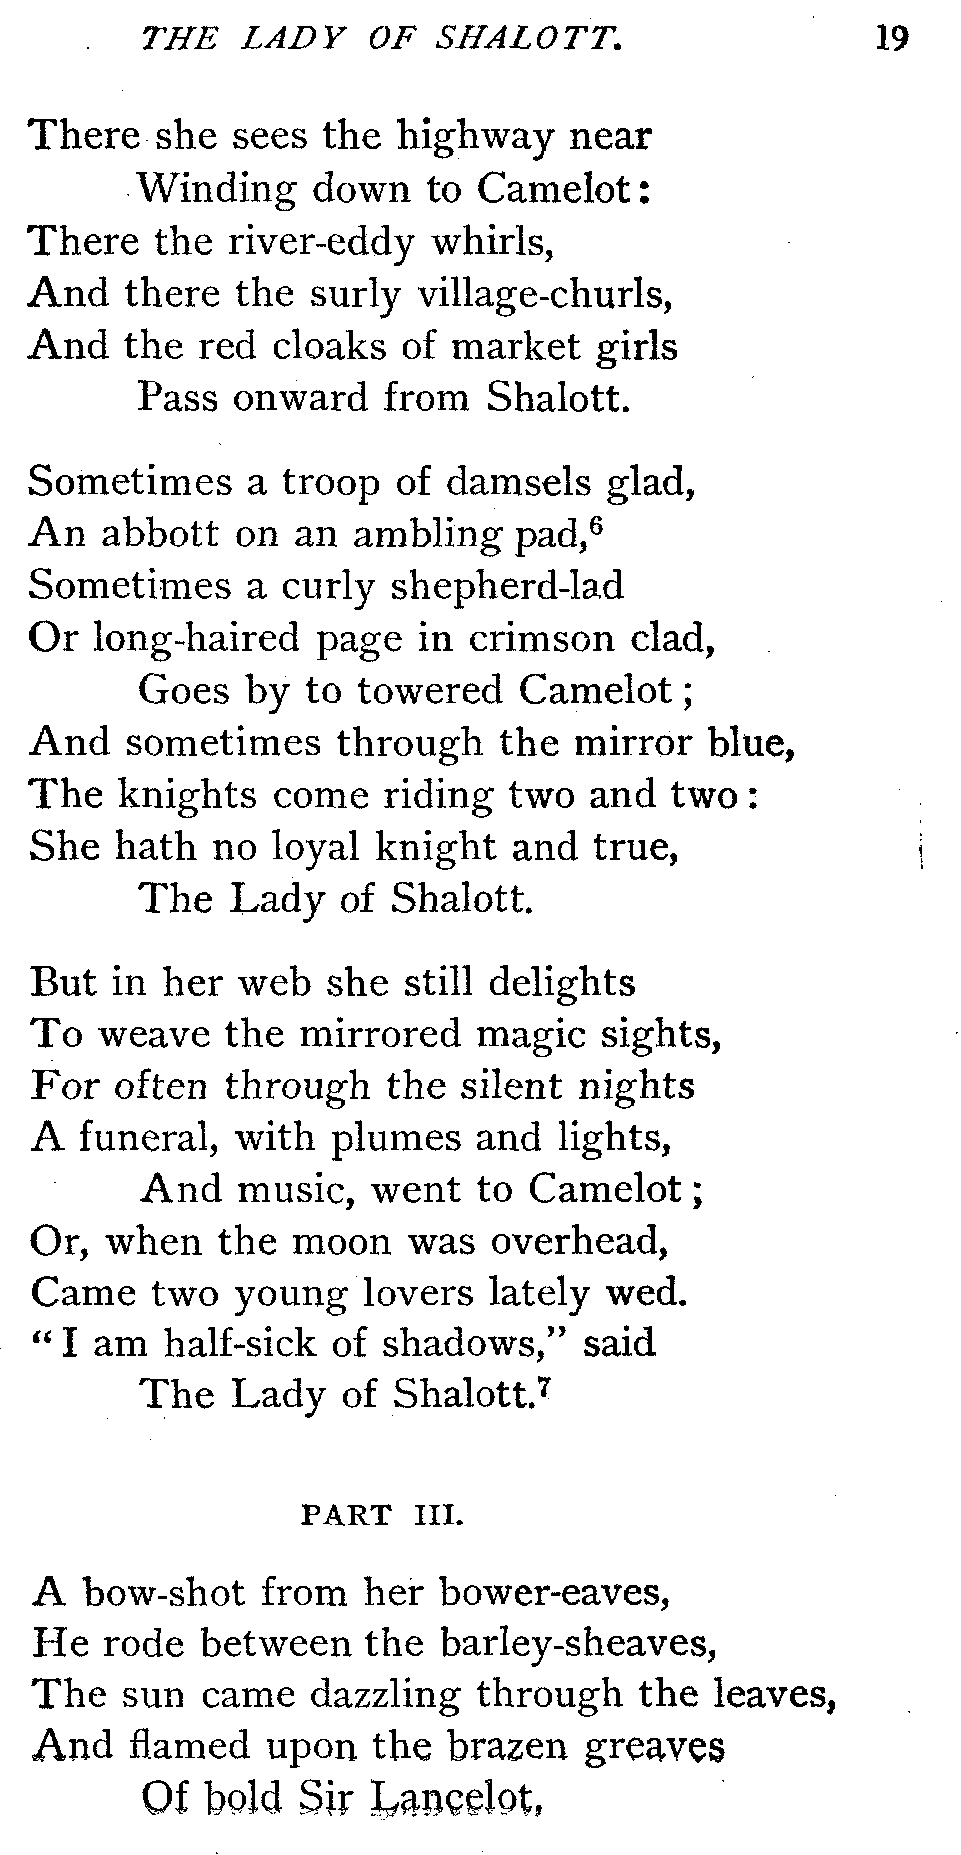 THE LADY OF SHALOTT. 19
There she sees the highway near
Winding down to Camelot:
There the river-eddy whirls,
And there the surly village-churls,
And the red cloaks of market girls
Pass onward from Shalott.
Sometimes a troop of damsels glad,
An abbott on an ambling pad,⁶
Sometimes a curly shepherd-lad
Or long-haired page in crimson clad,
Goes by to towered Camelot;
And sometimes through the mirror blue,
The knights come riding two and two:
She hath no loyal knight and true,
The Lady of Shalott.
But in her web she still delights
To weave the mirrored magic sights,
For often through the silent nights
A funeral, with plumes and lights,
And music, went to Camelot;
Or, when the moon was overhead,
Came two young lovers lately wed.
“I am half-sick of shadows,” said
The Lady of Shalott.⁷
PART III.
A bow-shot from her bower-eaves,
He rode between the barley-sheaves,
The sun came dazzling through the leaves,
And flamed upon the brazen greaves
Of bold Sir Lancelot,